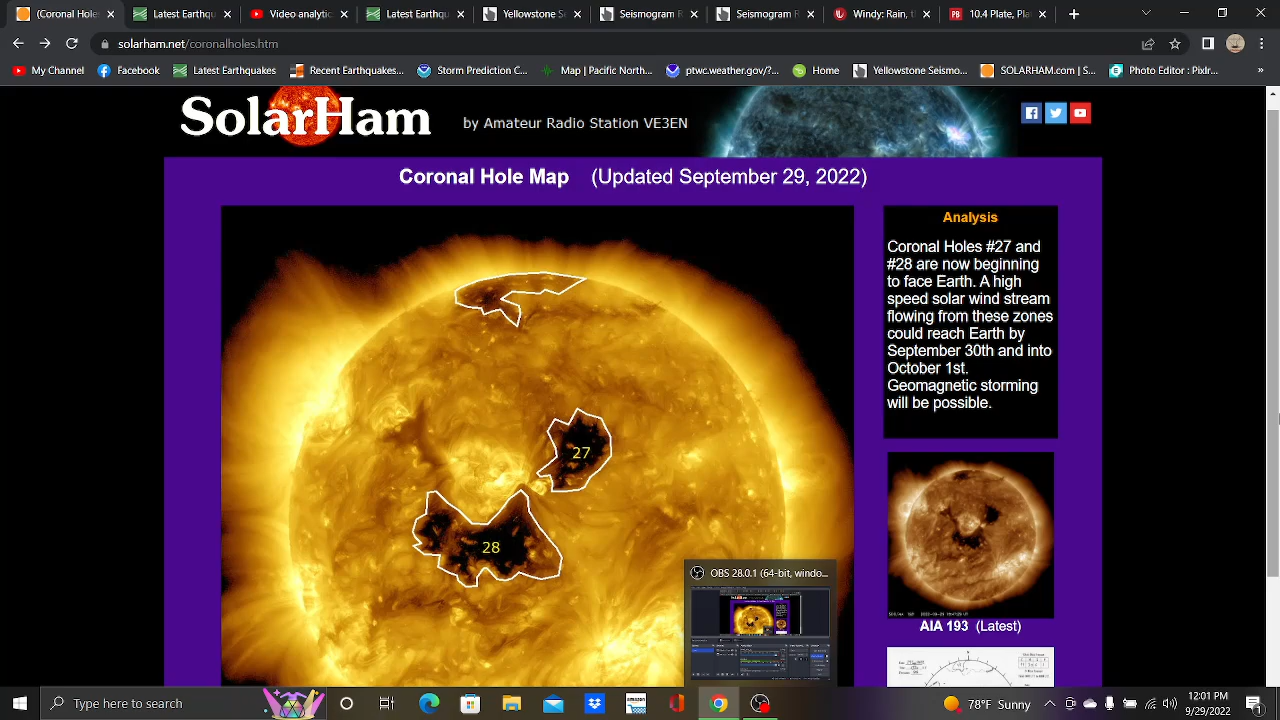 (Coronal Holes
Latest Earthqu
Video analytic
Latest Earthqu
Yellowstone Se
Seismogram R
Seismogram R
Windy: Rain, th
10.4 Plate, Plat
solarham.net/coronalholes.htm
My Channel
Facebook
Latest Earthquakes
Recent Earthquakes...
Storm Prediction C...
Map | Pacific North...
ptwc.weather.gov/?...
Home
Yellowstone Seismo...
SOLARHAM.com | S...
Photo Editor : Pixlr...
SolarHam
by Amateur Radio Station VE3EN
Coronal Hole Map (Updated September 29, 2022)
Analysis
Coronal Holes #27 and
#28 are now beginning
to face Earth. A high
speed solar wind stream
flowing from these zones
could reach Earth by
September 30th and into
October 1st.
Geomagnetic storming
will be possible.
27
28
OBS 28.0.1 (64-bit, windo...
AIA 193 (Latest)
Type here to search
78°F Sunny
12:01 PM
9/29/2022